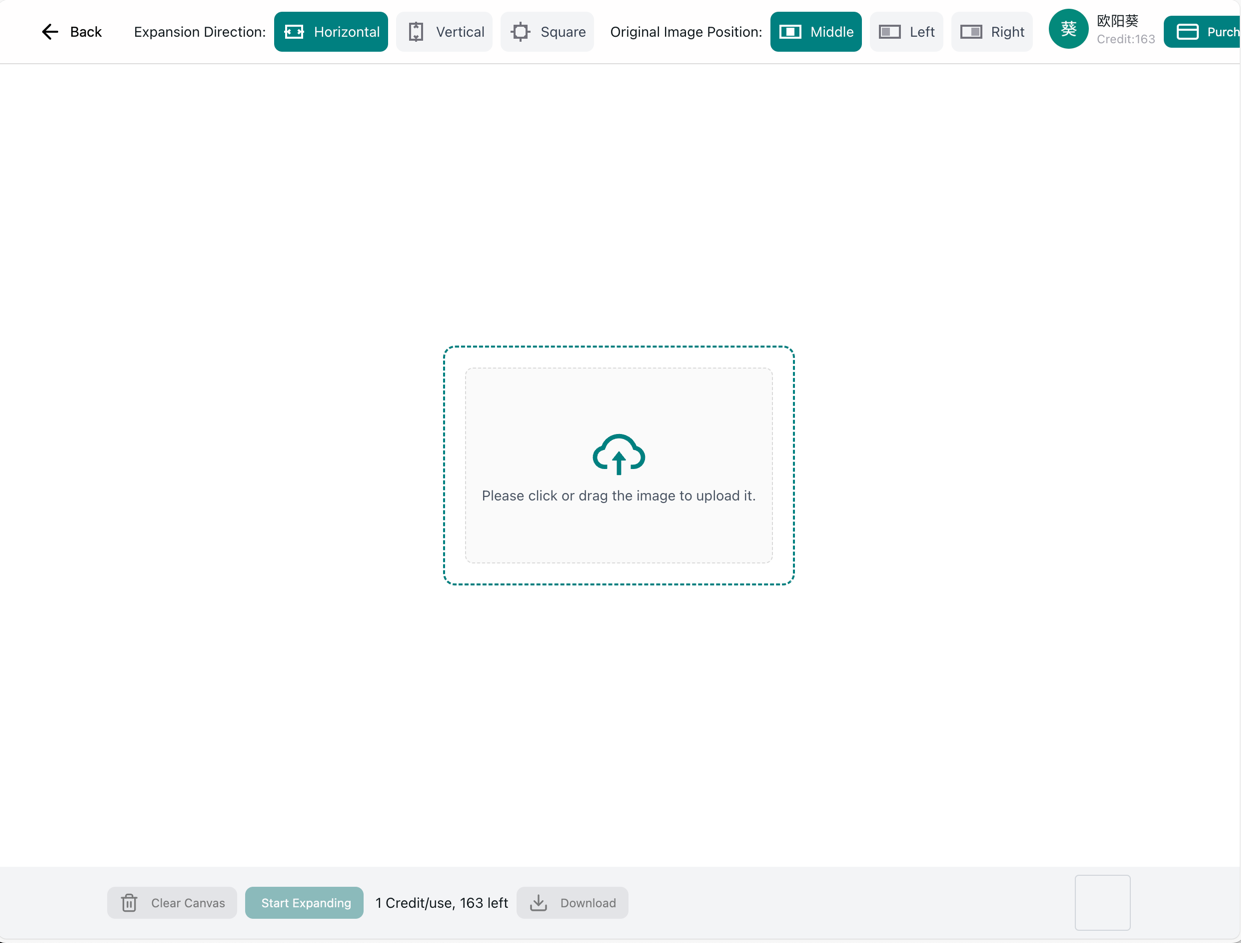 Back
Expansion Direction:
Horizontal
Vertical
Square
Original Image Position:
Middle
Left
Right
葵
欧阳葵
Credit:163
Purch
Please click or drag the image to upload it.
Clear Canvas
Start Expanding
1 Credit/use, 163 left
Download